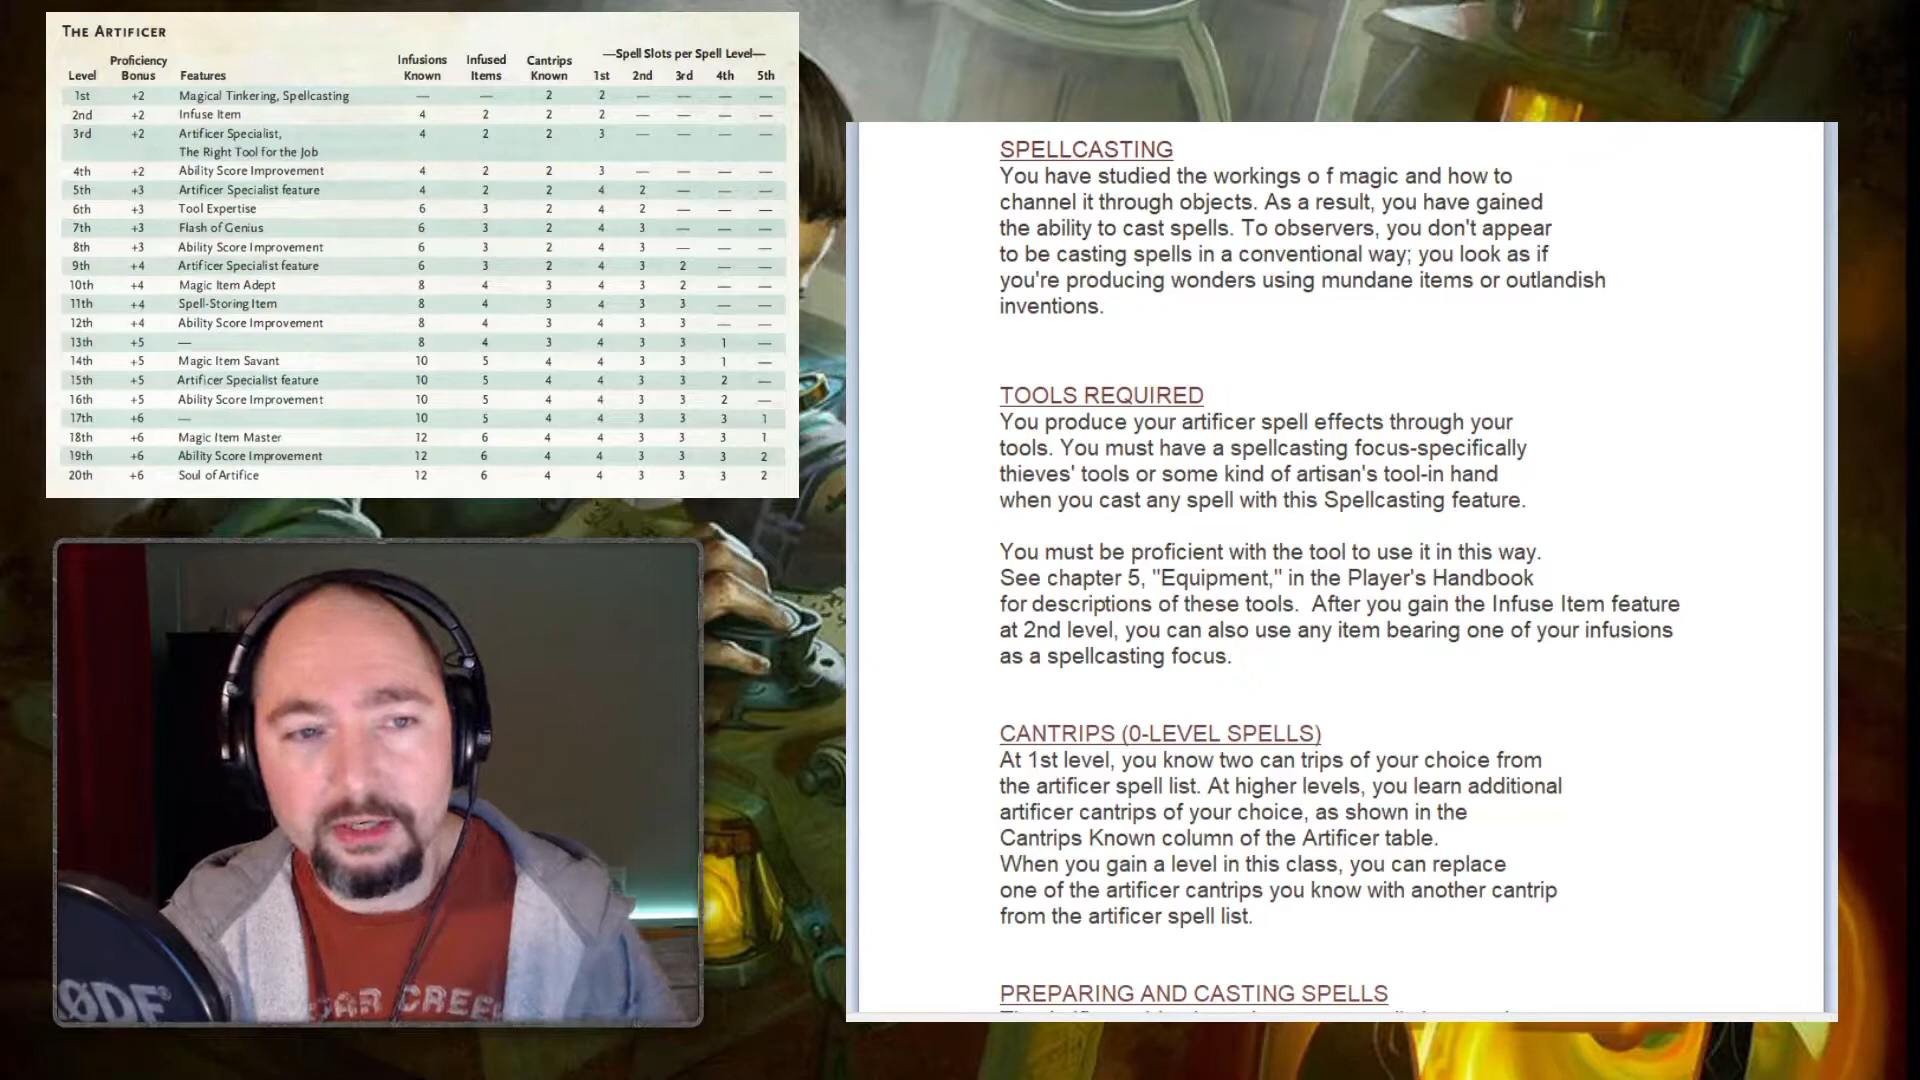 THE ARTIFICER
Level Proficiency Bonus Features Infusions Known Infused Items Cantrips Known —Spell Slots per Spell Level— 1st 2nd 3rd 4th 5th
1st +2 Magical Tinkering, Spellcasting — — 2 2 — — — —
2nd +2 Infuse Item 4 2 2 2 — — — —
3rd +2 Artificer Specialist, 4 2 2 3 — — — —
The Right Tool for the Job
4th +2 Ability Score Improvement 4 2 2 3 — — — —
5th +3 Artificer Specialist feature 4 2 2 4 2 — — —
6th +3 Tool Expertise 6 3 2 4 2 — — —
7th +3 Flash of Genius 6 3 2 4 3 — — —
8th +3 Ability Score Improvement 6 3 2 4 3 — — —
9th +4 Artificer Specialist feature 6 3 2 4 3 2 — —
10th +4 Magic Item Adept 8 4 3 4 3 2 — —
11th +4 Spell-Storing Item 8 4 3 4 3 3 — —
12th +4 Ability Score Improvement 8 4 3 4 3 3 — —
13th +5 — 8 4 3 4 3 3 1 —
14th +5 Magic Item Savant 10 5 4 4 3 3 1 —
15th +5 Artificer Specialist feature 10 5 4 4 3 3 2 —
16th +5 Ability Score Improvement 10 5 4 4 3 3 2 —
17th +6 — 10 5 4 4 3 3 3 1
18th +6 Magic Item Master 12 6 4 4 3 3 3 1
19th +6 Ability Score Improvement 12 6 4 4 3 3 3 2
20th +6 Soul of Artifice 12 6 4 4 3 3 3 2
SPELLCASTING
You have studied the workings o f magic and how to
channel it through objects. As a result, you have gained
the ability to cast spells. To observers, you don't appear
to be casting spells in a conventional way; you look as if
you're producing wonders using mundane items or outlandish
inventions.
TOOLS REQUIRED
You produce your artificer spell effects through your
tools. You must have a spellcasting focus-specifically
thieves' tools or some kind of artisan's tool-in hand
when you cast any spell with this Spellcasting feature.
You must be proficient with the tool to use it in this way.
See chapter 5, "Equipment," in the Player's Handbook
for descriptions of these tools.  After you gain the Infuse Item feature
at 2nd level, you can also use any item bearing one of your infusions
as a spellcasting focus.
CANTRIPS (0-LEVEL SPELLS)
At 1st level, you know two can trips of your choice from
the artificer spell list. At higher levels, you learn additional
artificer cantrips of your choice, as shown in the
Cantrips Known column of the Artificer table.
When you gain a level in this class, you can replace
one of the artificer cantrips you know with another cantrip
from the artificer spell list.
PREPARING AND CASTING SPELLS
RØDE